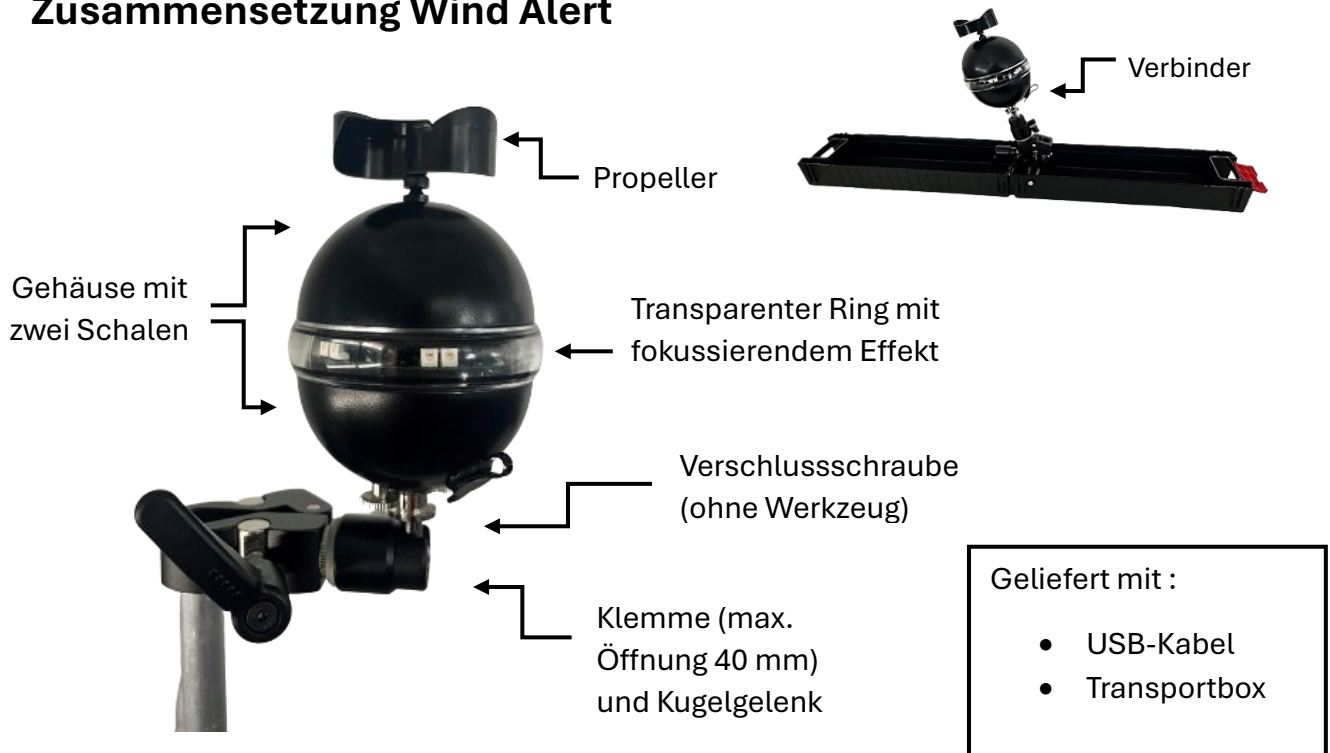 Zusammensetzung Wind Alert
Verbinder
Propeller
Gehäuse mit
zwei Schalen
Transparenter Ring mit
fokussierendem Effekt
Verschlussschraube
(ohne Werkzeug)
Klemme (max.
Öffnung 40 mm)
und Kugelgelenk
Geliefert mit :
• USB-Kabel
• Transportbox